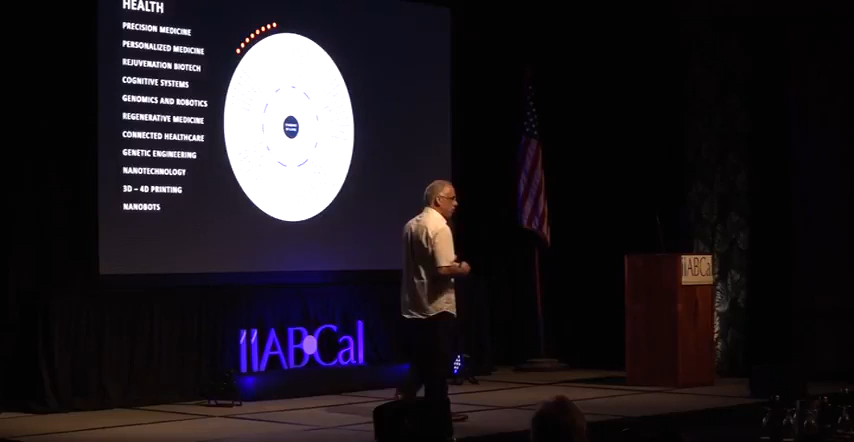 HEALTH
PRECISION MEDICINE
PERSONALIZED MEDICINE
REJUVENATION BIOTECH
COGNITIVE SYSTEMS
GENOMICS AND ROBOTICS
REGENERATIVE MEDICINE
CONNECTED HEALTHCARE
GENETIC ENGINEERING
NANOTECHNOLOGY
3D – 4D PRINTING
NANOBOTS
IIABCal
IIABCal